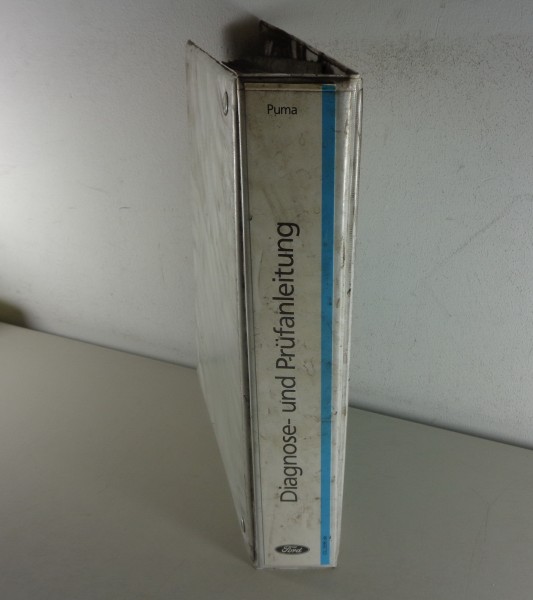 Puma
Diagnose- und Prüfanleitung
Ford